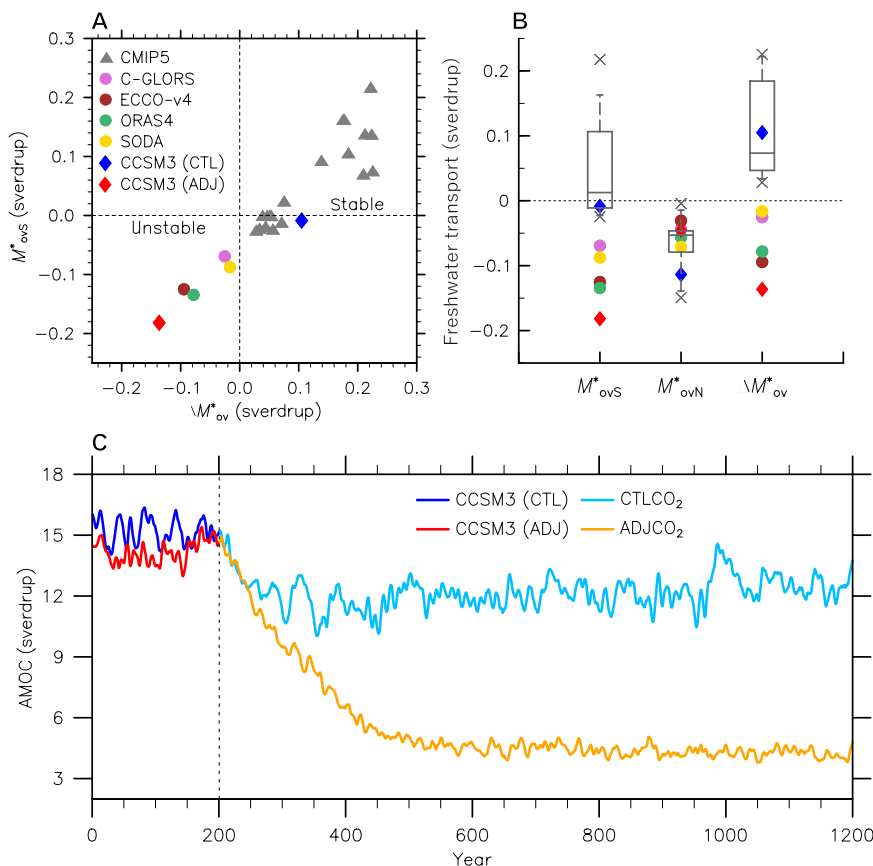 A
0.3
0.2
0.1
0.0
−0.1
−0.2
M*ovS (sverdrup)
CMIP5
C-GLORS
ECCO-v4
ORAS4
SODA
CCSM3 (CTL)
CCSM3 (ADJ)
Unstable
Stable
−0.2 −0.1 0.0 0.1 0.2 0.3
\M*ov (sverdrup)
B
0.2
0.1
0
−0.1
−0.2
Freshwater transport (sverdrup)
M*ovS M*ovN \M*ov
C
18
15
12
9
6
3
AMOC (sverdrup)
CCSM3 (CTL) CTLCO₂
CCSM3 (ADJ) ADJCO₂
0 200 400 600 800 1000 1200
Year